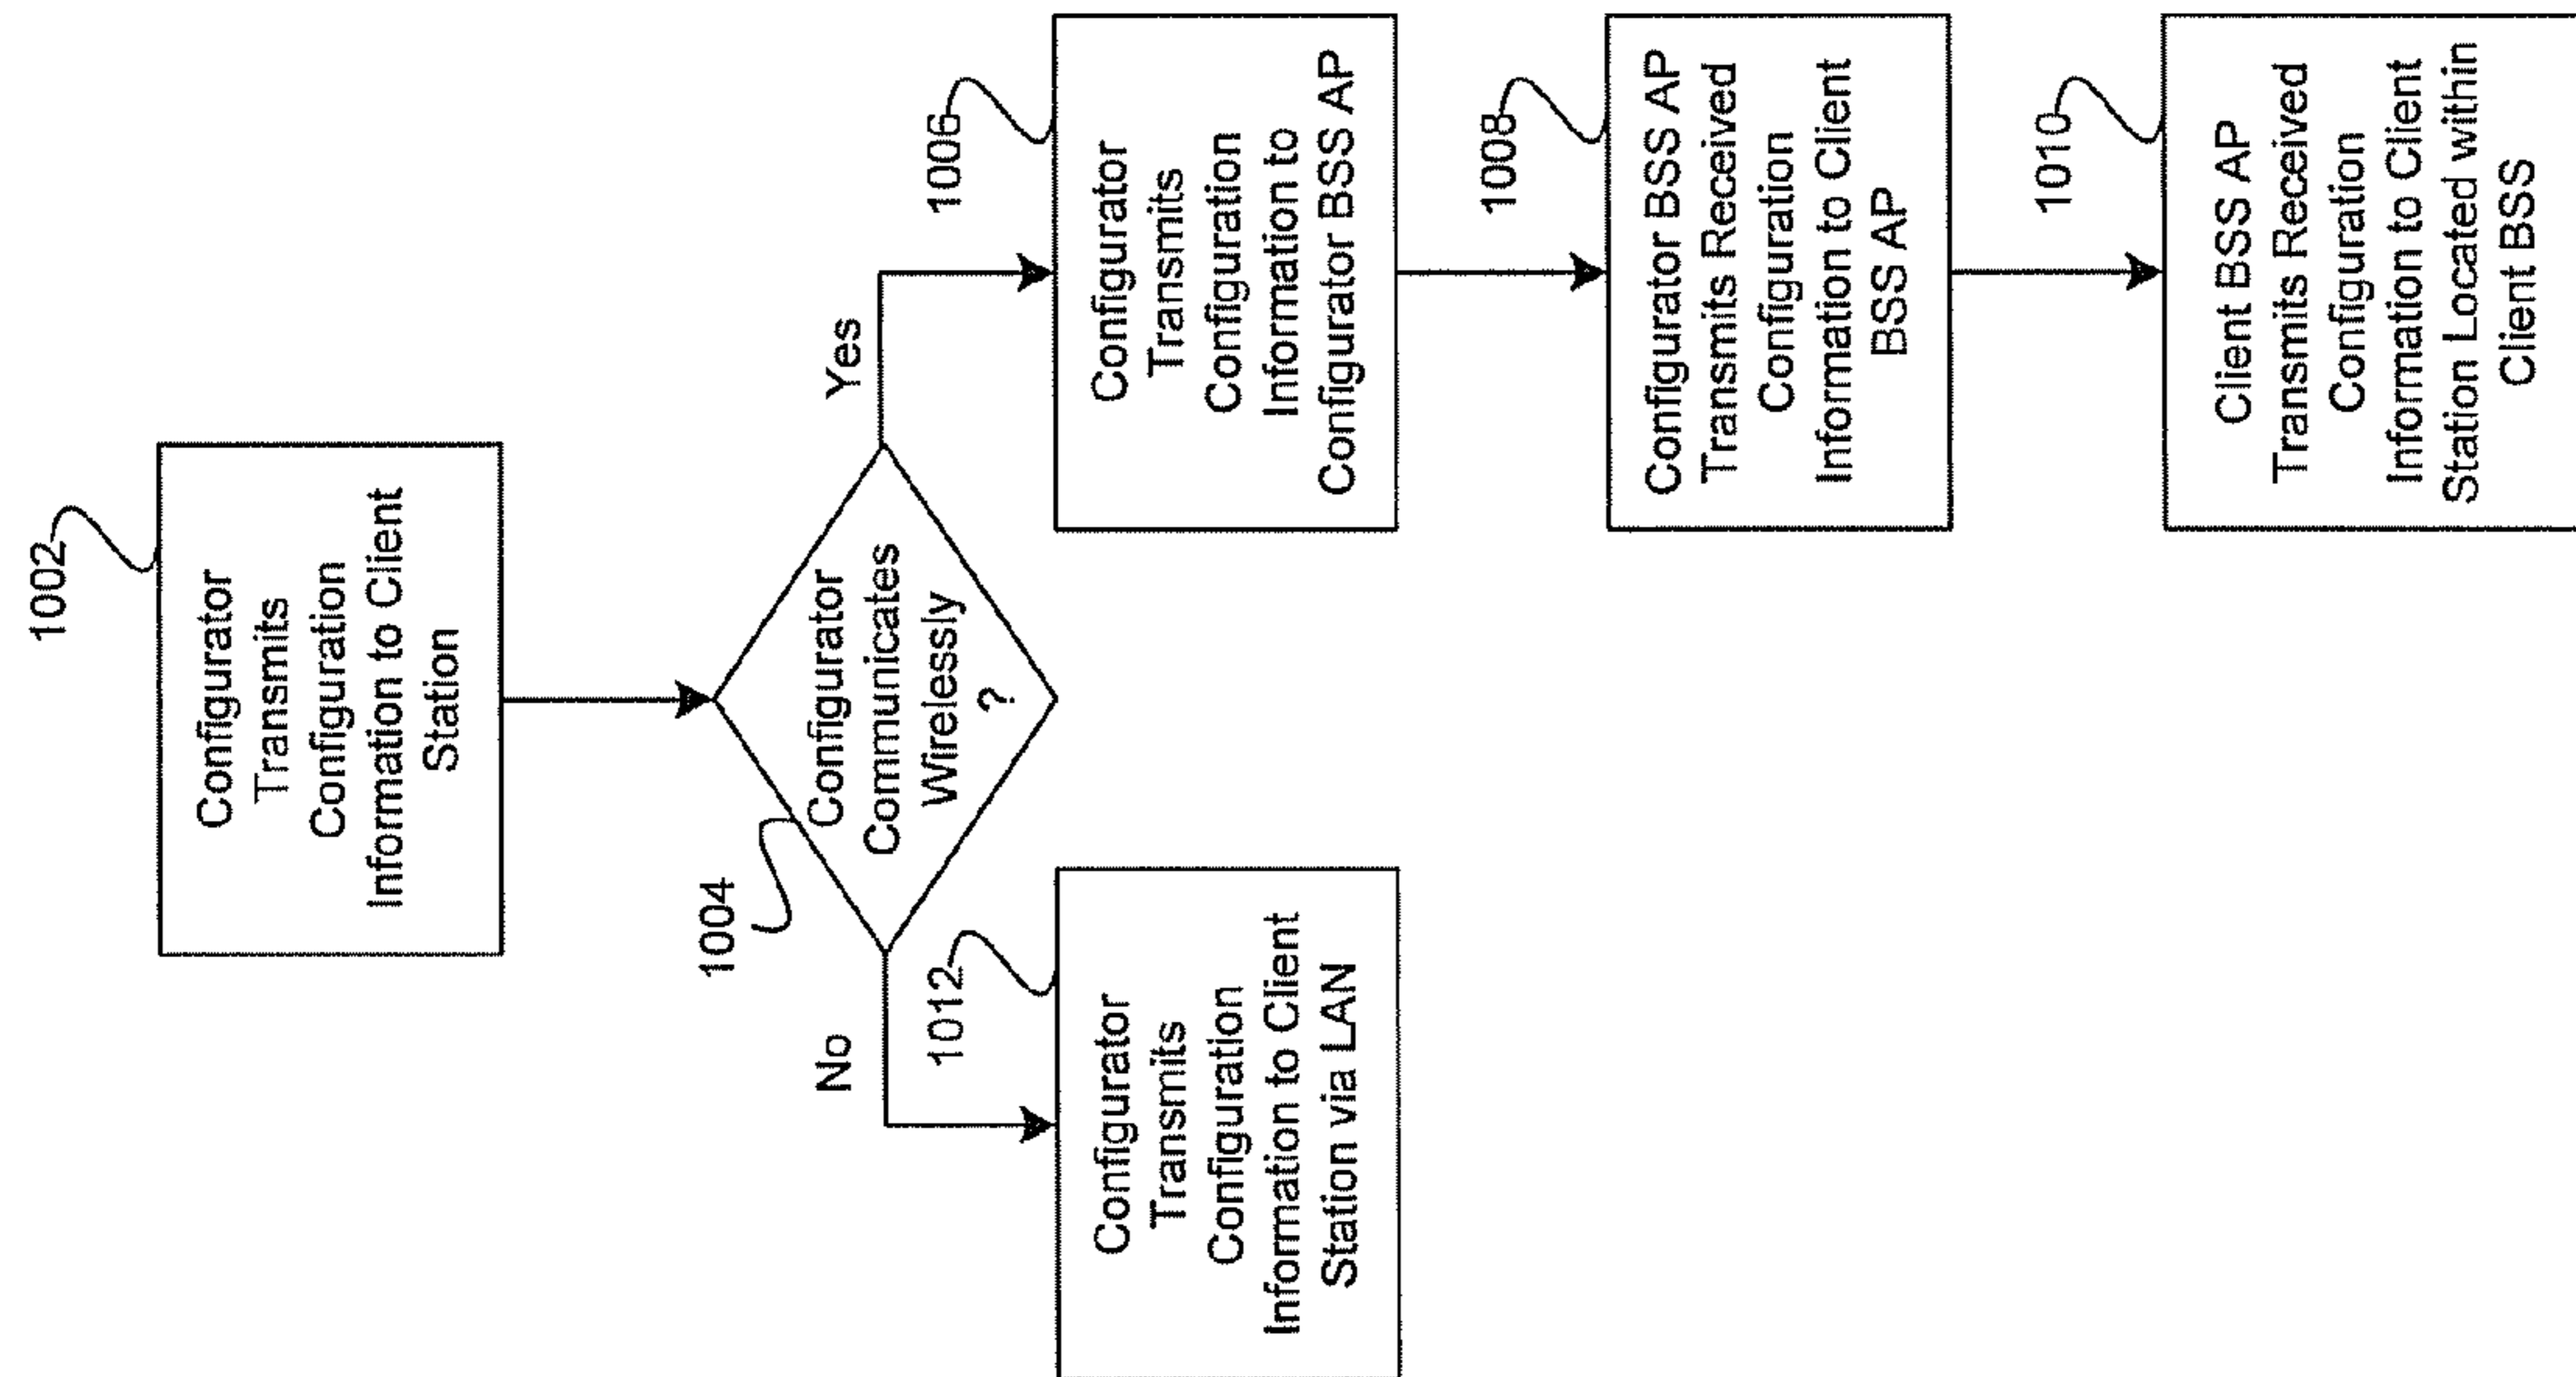 1002
Configurator
Transmits
Configuration
Information to Client
Station
1004
Configurator
Communicates
Wirelessly
?
Yes
1006
Configurator
Transmits
Configuration
Information to
Configurator BSS AP
1008
Configurator BSS AP
Transmits Received
Configuration
Information to Client
BSS AP
1010
Client BSS AP
Transmits Received
Configuration
Information to Client
Station Located within
Client BSS
No
1012
Configurator
Transmits
Configuration
Information to Client
Station via LAN